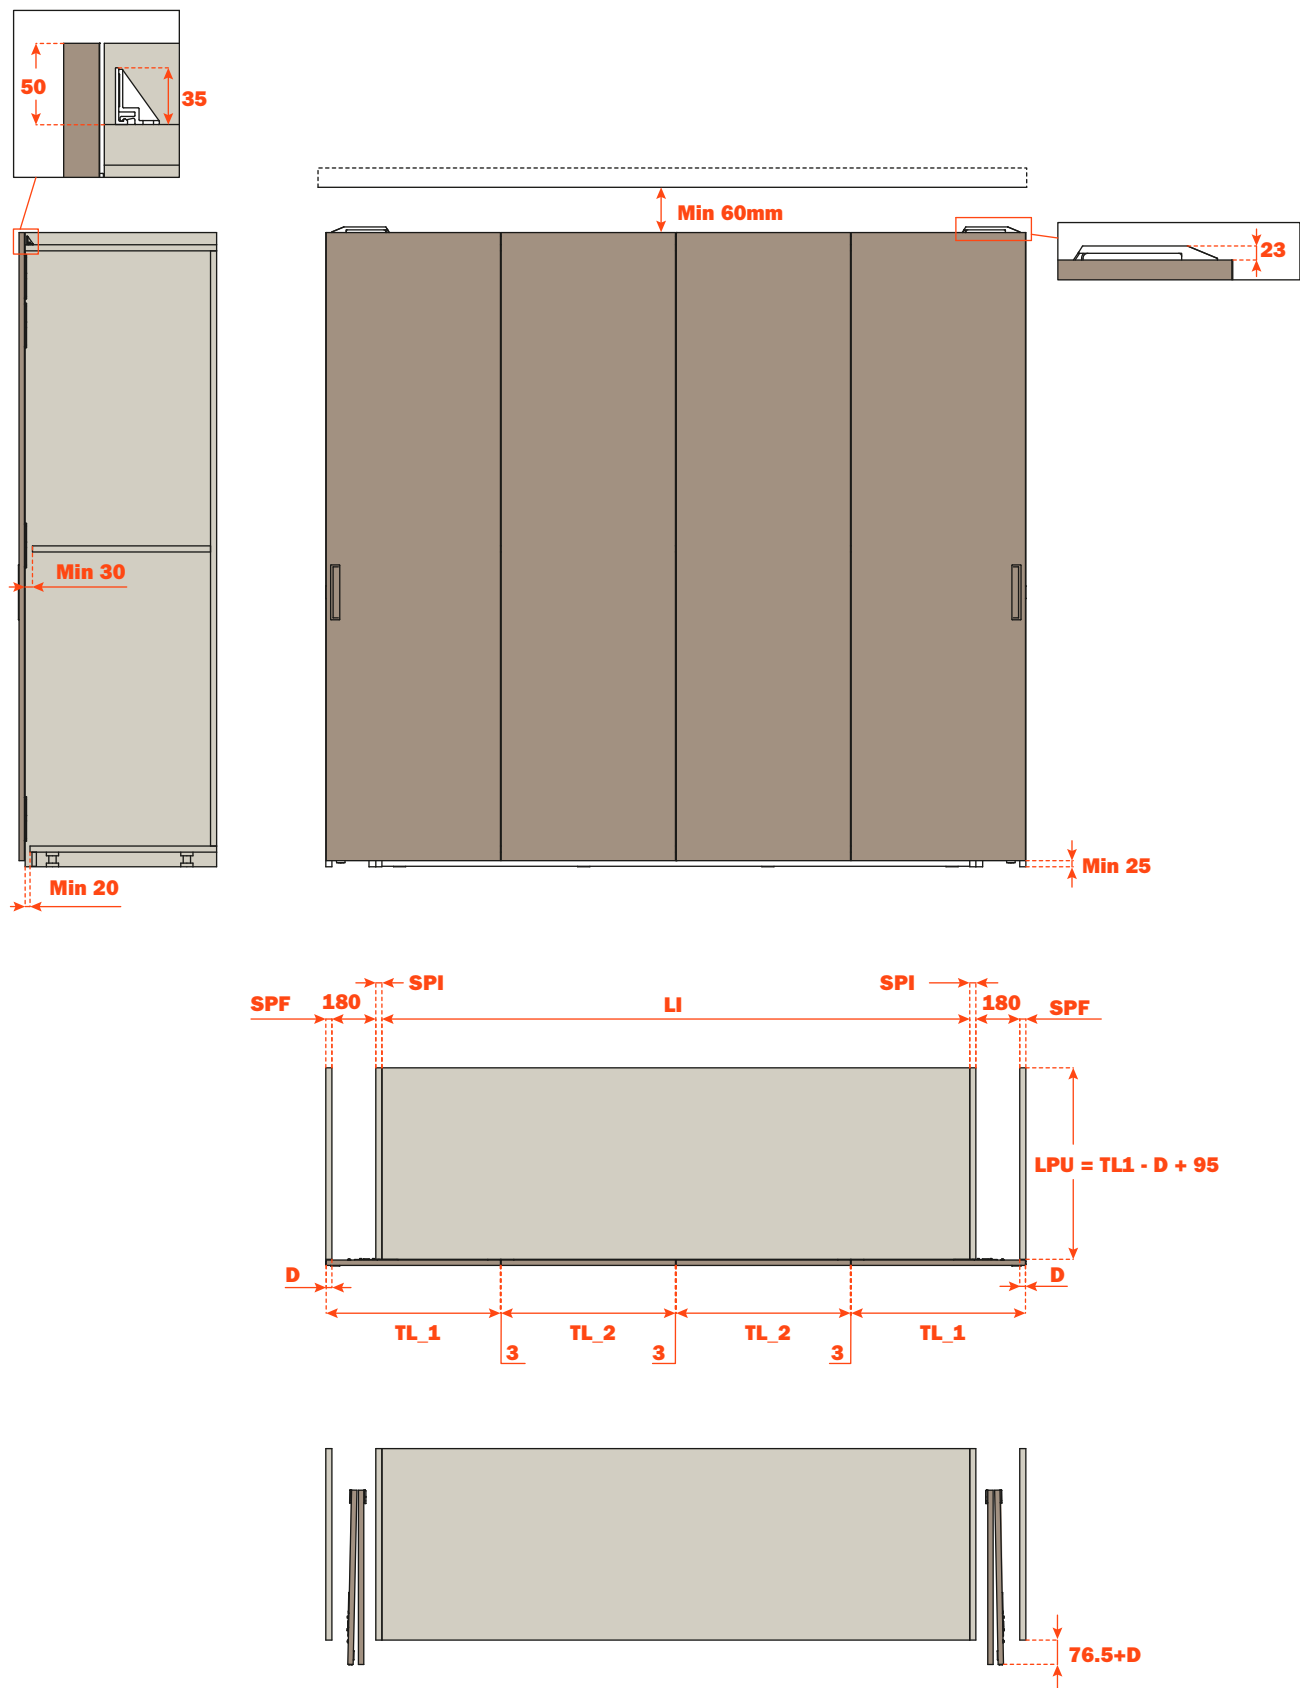 50
35
Min 60mm
23
Min 30
Min 25
Min 20
SPI
SPI
SPF
180
LI
180
SPF
LPU = TL1 - D + 95
D
D
TL_1
TL_2
TL_2
TL_1
3
3
3
76.5+D